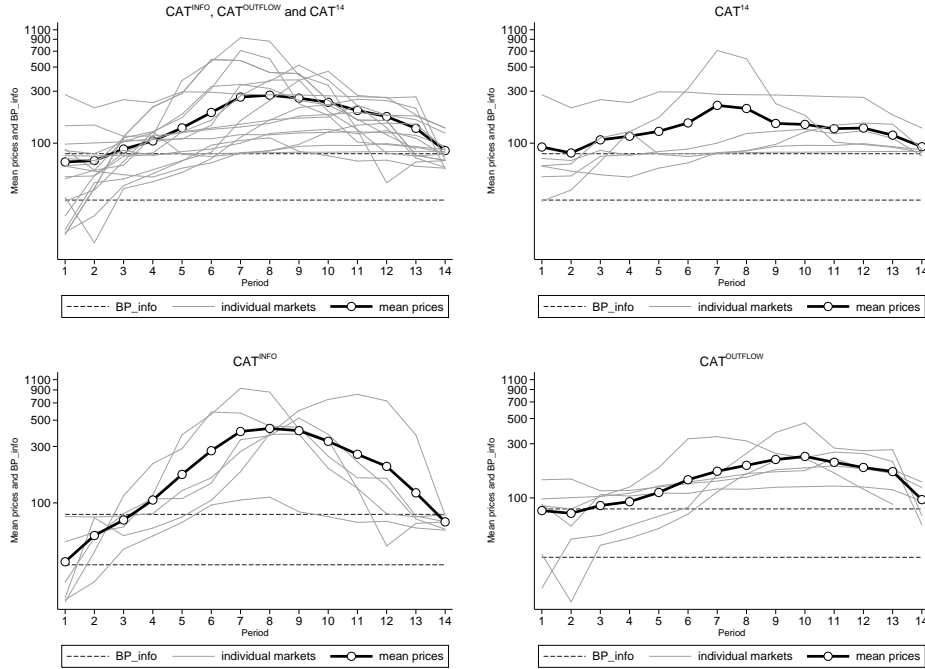 CAT^INFO, CAT^OUTFLOW and CAT^14
Mean prices and BP_info
1100
900
700
500
300
100
1 2 3 4 5 6 7 8 9 10 11 12 13 14
Period
BP_info individual markets mean prices
CAT^14
Mean prices and BP_info
1100
900
700
500
300
100
1 2 3 4 5 6 7 8 9 10 11 12 13 14
Period
BP_info individual markets mean prices
CAT^INFO
Mean prices and BP_info
1100
900
700
500
300
100
1 2 3 4 5 6 7 8 9 10 11 12 13 14
Period
BP_info individual markets mean prices
CAT^OUTFLOW
Mean prices and BP_info
1100
900
700
500
300
100
1 2 3 4 5 6 7 8 9 10 11 12 13 14
Period
BP_info individual markets mean prices